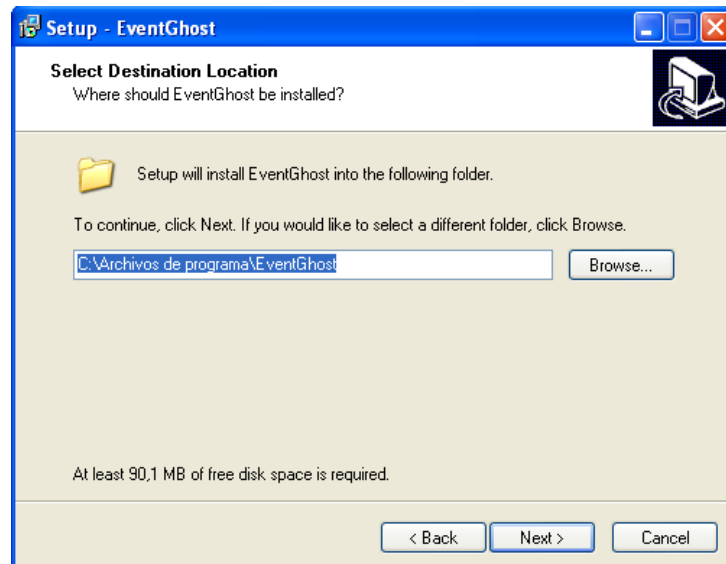 Setup - EventGhost
Select Destination Location
Where should EventGhost be installed?
Setup will install EventGhost into the following folder.
To continue, click Next. If you would like to select a different folder, click Browse.
C:\Archivos de programa\EventGhost
Browse...
At least 90,1 MB of free disk space is required.
< Back
Next >
Cancel